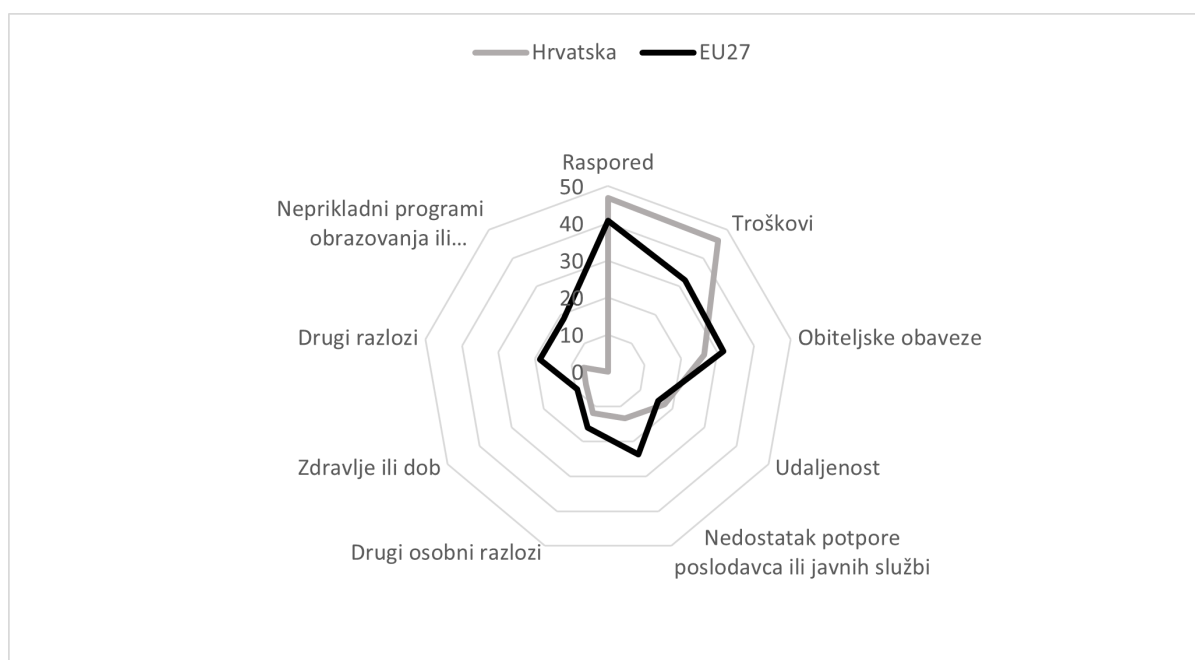 Hrvatska EU27
Raspored
50
40
30
20
10
0
Troškovi
Obiteljske obaveze
Udaljenost
Nedostatak potpore
poslodavca ili javnih službi
Drugi osobni razlozi
Zdravlje ili dob
Drugi razlozi
Neprikladni programi
obrazovanja ili...